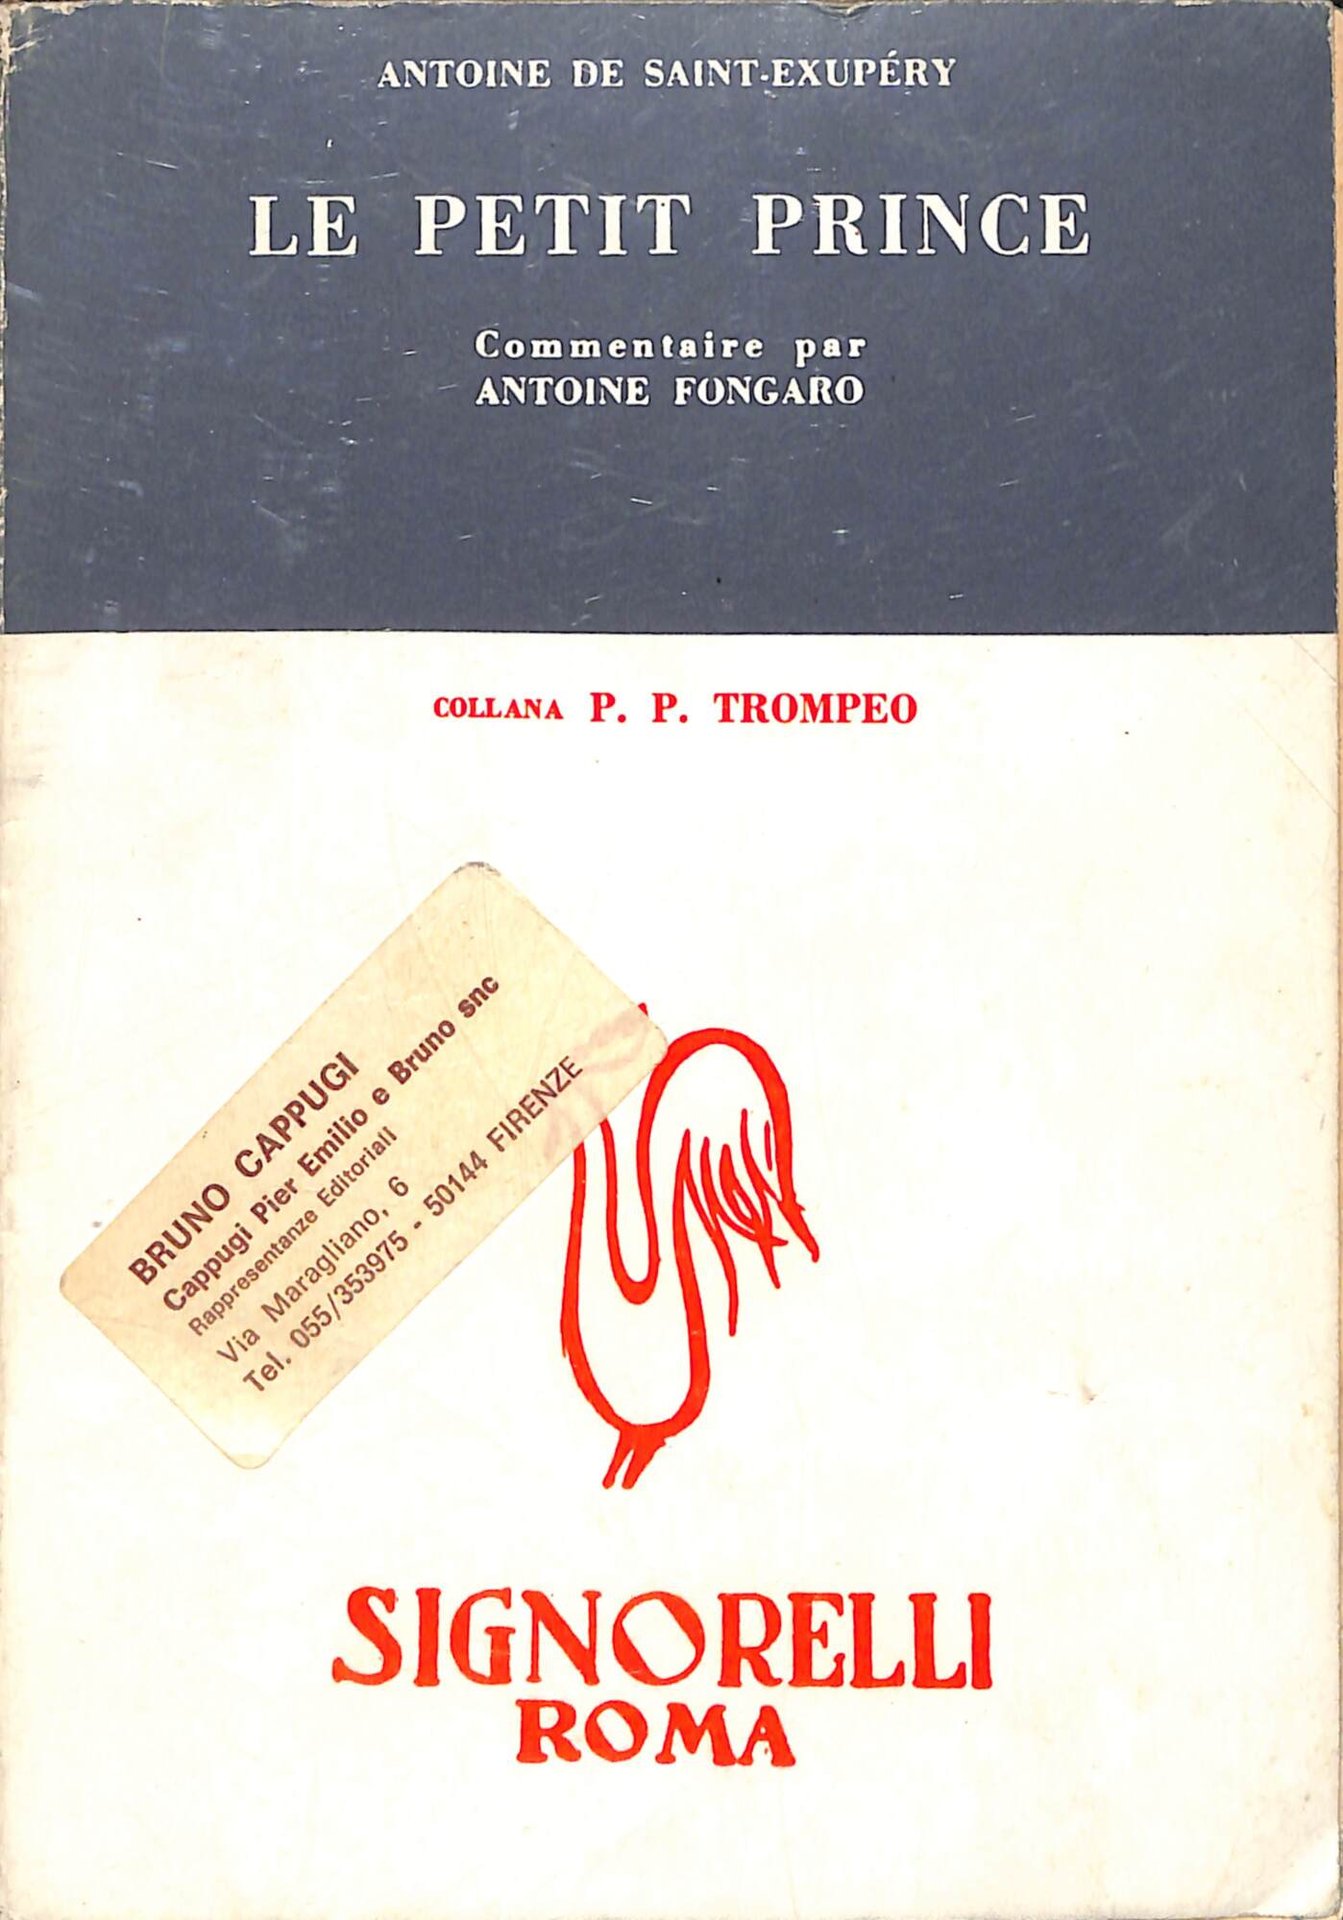 ANTOINE DE SAINT-EXUPÉRY
LE PETIT PRINCE
Commentaire par
ANTOINE FONGARO
COLLANA P. P. TROMPEO
BRUNO CAPPUGI
Cappugi Pier Emilio e Bruno snc
Rappresentanze Editoriali
Via Maragliano, 6
Tel. 055/353975 - 50144 FIRENZE
SIGNORELLI
ROMA